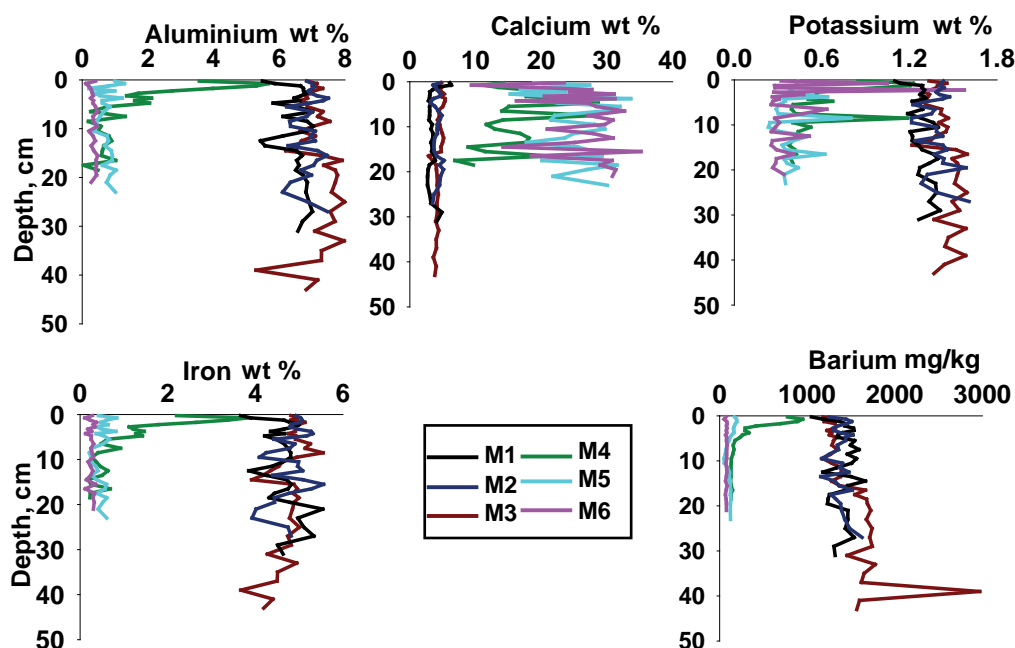 Aluminium wt %
0 2 4 6 8
0
10
20
30
40
50
Depth, cm
Calcium wt %
0 10 20 30 40
0
10
20
30
40
50
Potassium wt %
0.0 0.6 1.2 1.8
0
10
20
30
40
50
Iron wt %
0 2 4 6
0
10
20
30
40
50
Depth, cm
M1 M4
M2 M5
M3 M6
Barium mg/kg
0 1000 2000 3000
0
10
20
30
40
50